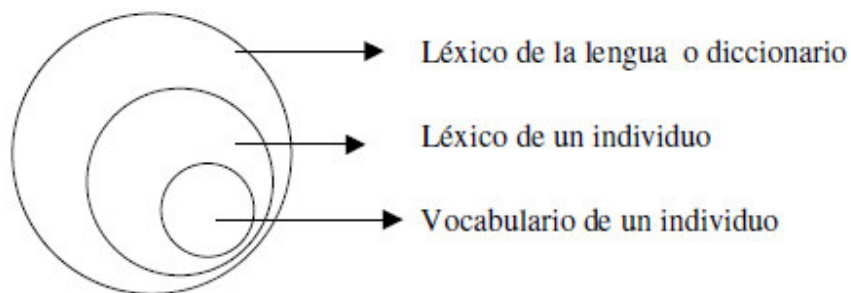 Léxico de la lengua o diccionario
Léxico de un individuo
Vocabulario de un individuo